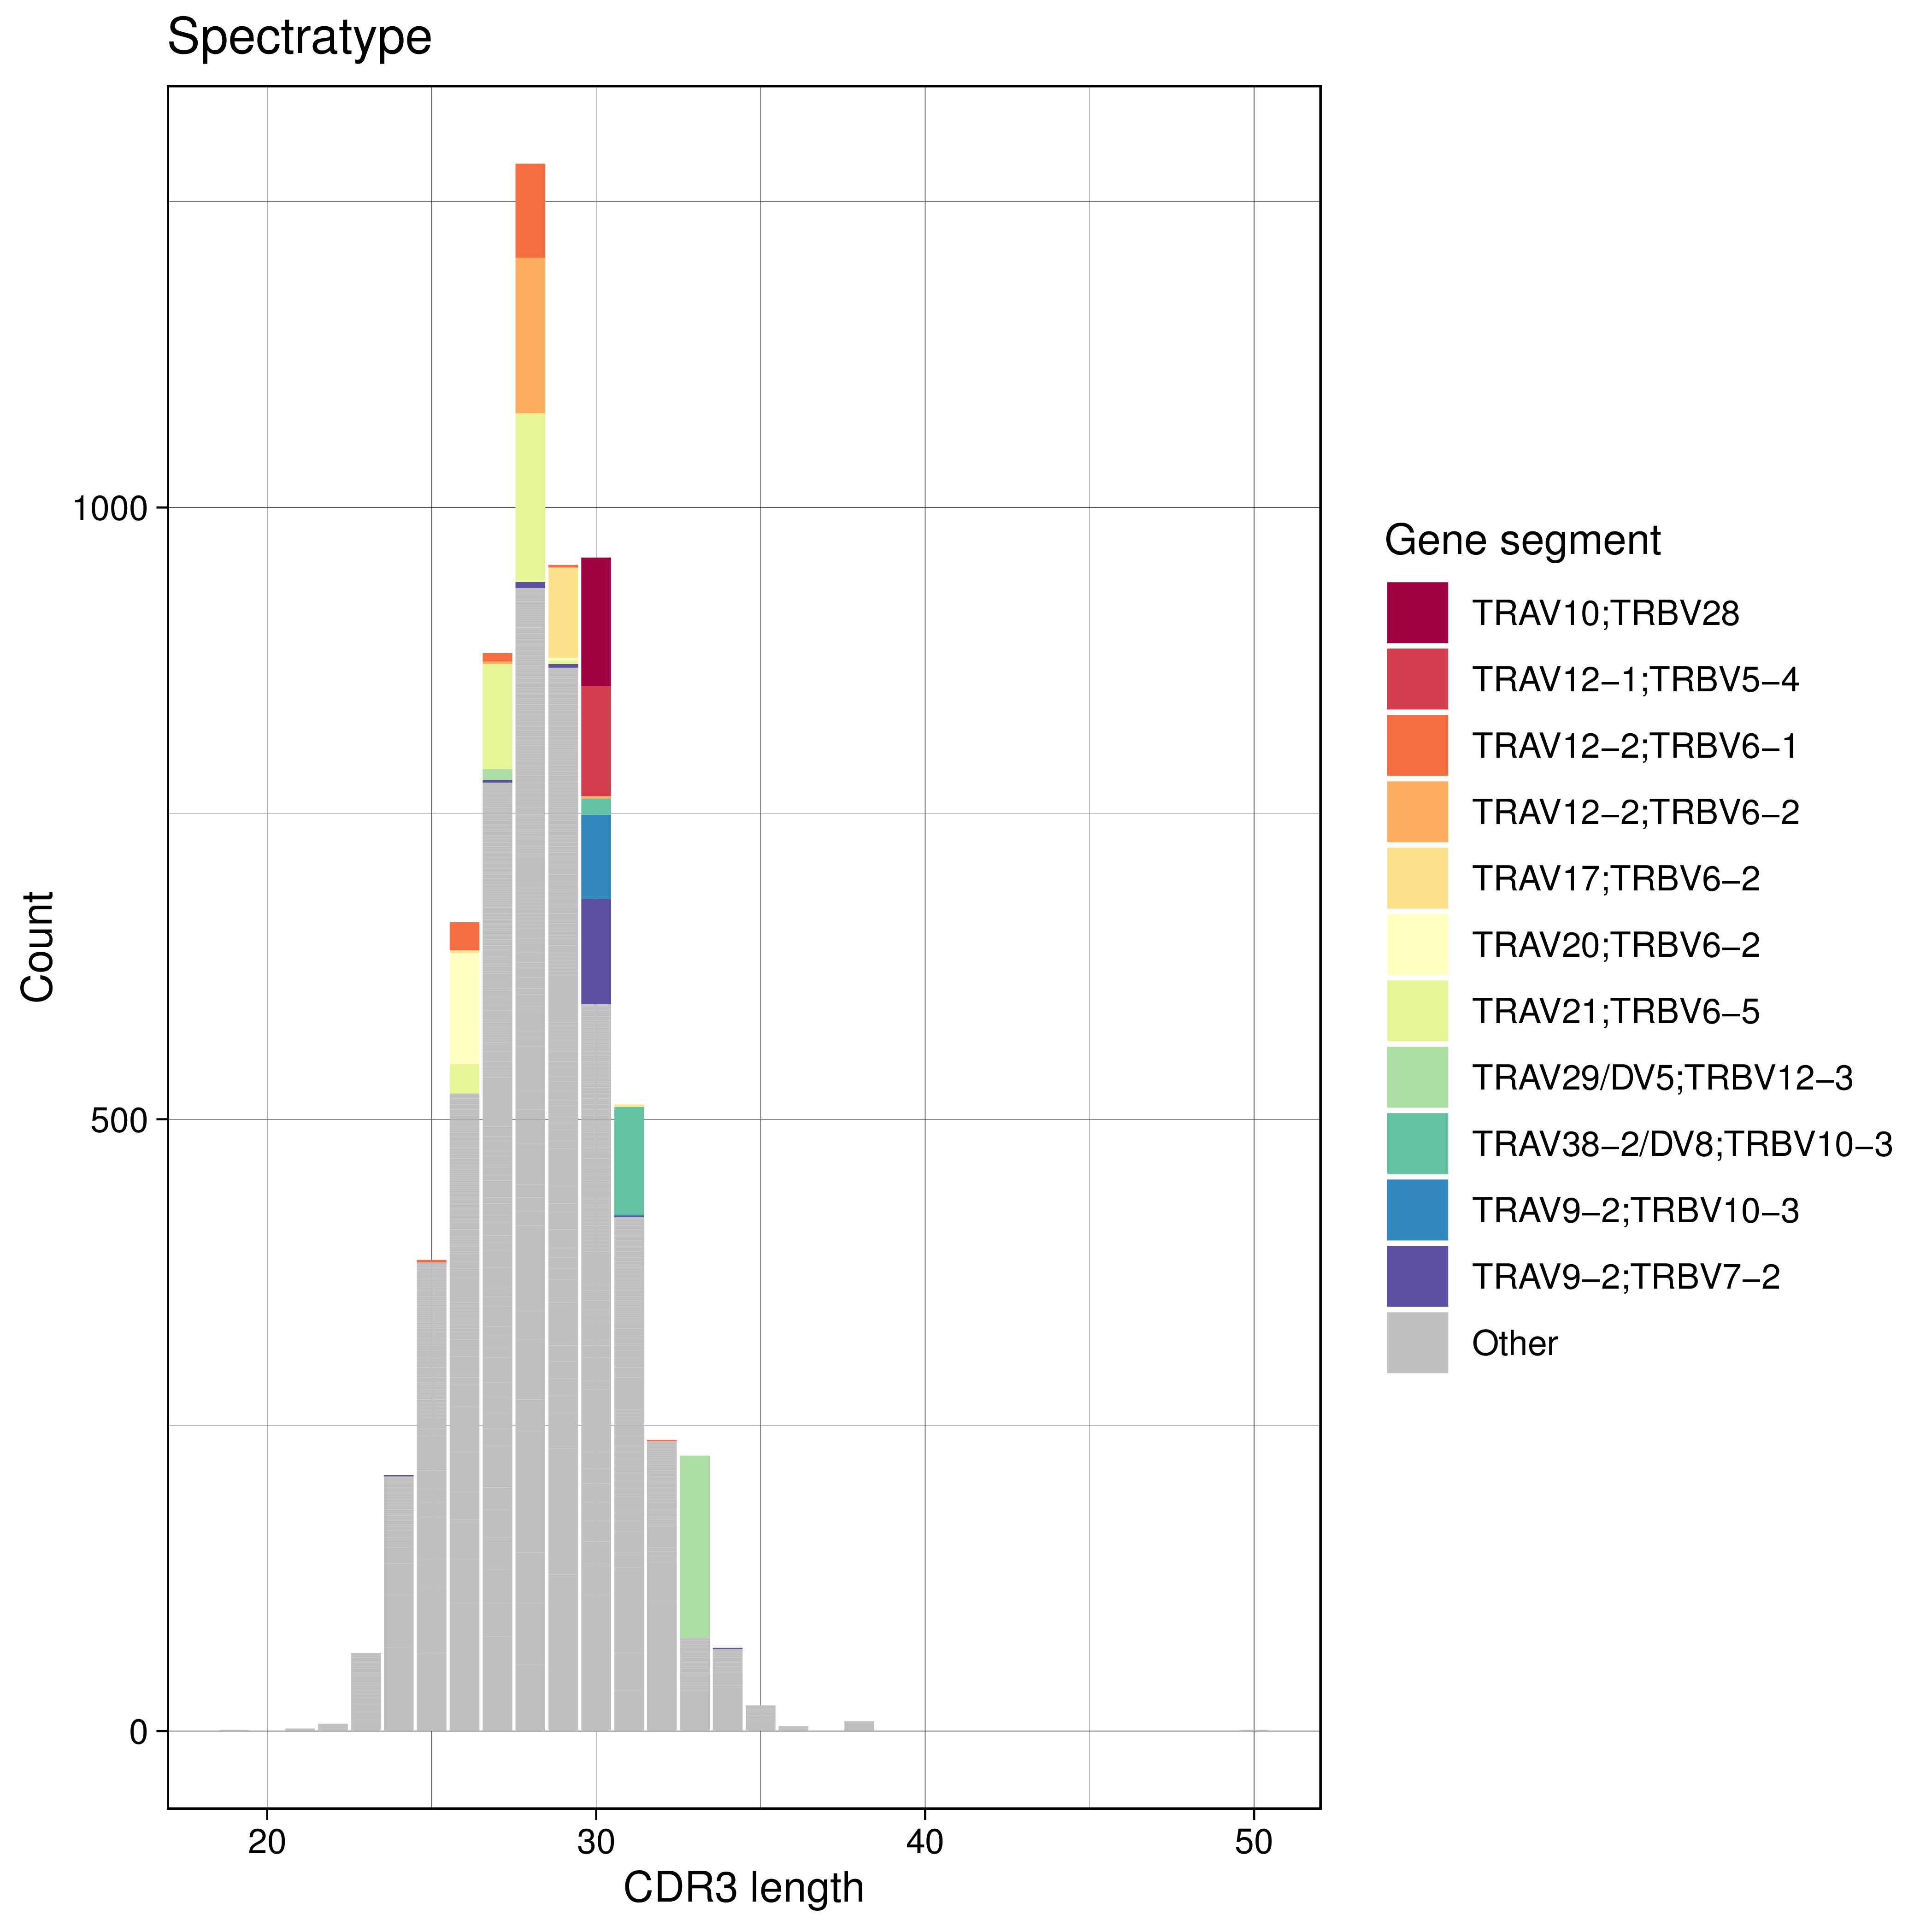 Spectratype
1000
500
0
Count
20
30
40
50
CDR3 length
Gene segment
TRAV10;TRBV28
TRAV12−1;TRBV5−4
TRAV12−2;TRBV6−1
TRAV12−2;TRBV6−2
TRAV17;TRBV6−2
TRAV20;TRBV6−2
TRAV21;TRBV6−5
TRAV29/DV5;TRBV12−3
TRAV38−2/DV8;TRBV10−3
TRAV9−2;TRBV10−3
TRAV9−2;TRBV7−2
Other